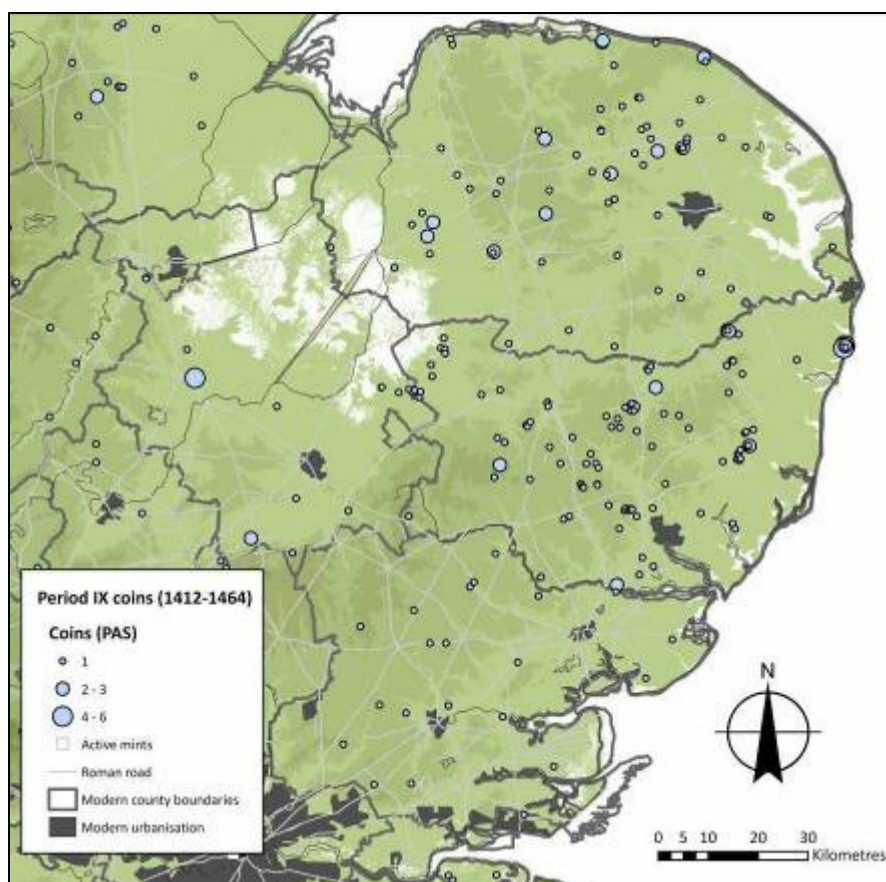 Period IX coins (1412-1464)
Coins (PAS)
1
2 - 3
4 - 6
Active mints
Roman road
Modern county boundaries
Modern urbanisation
N
0 5 10 20 30
Kilometres